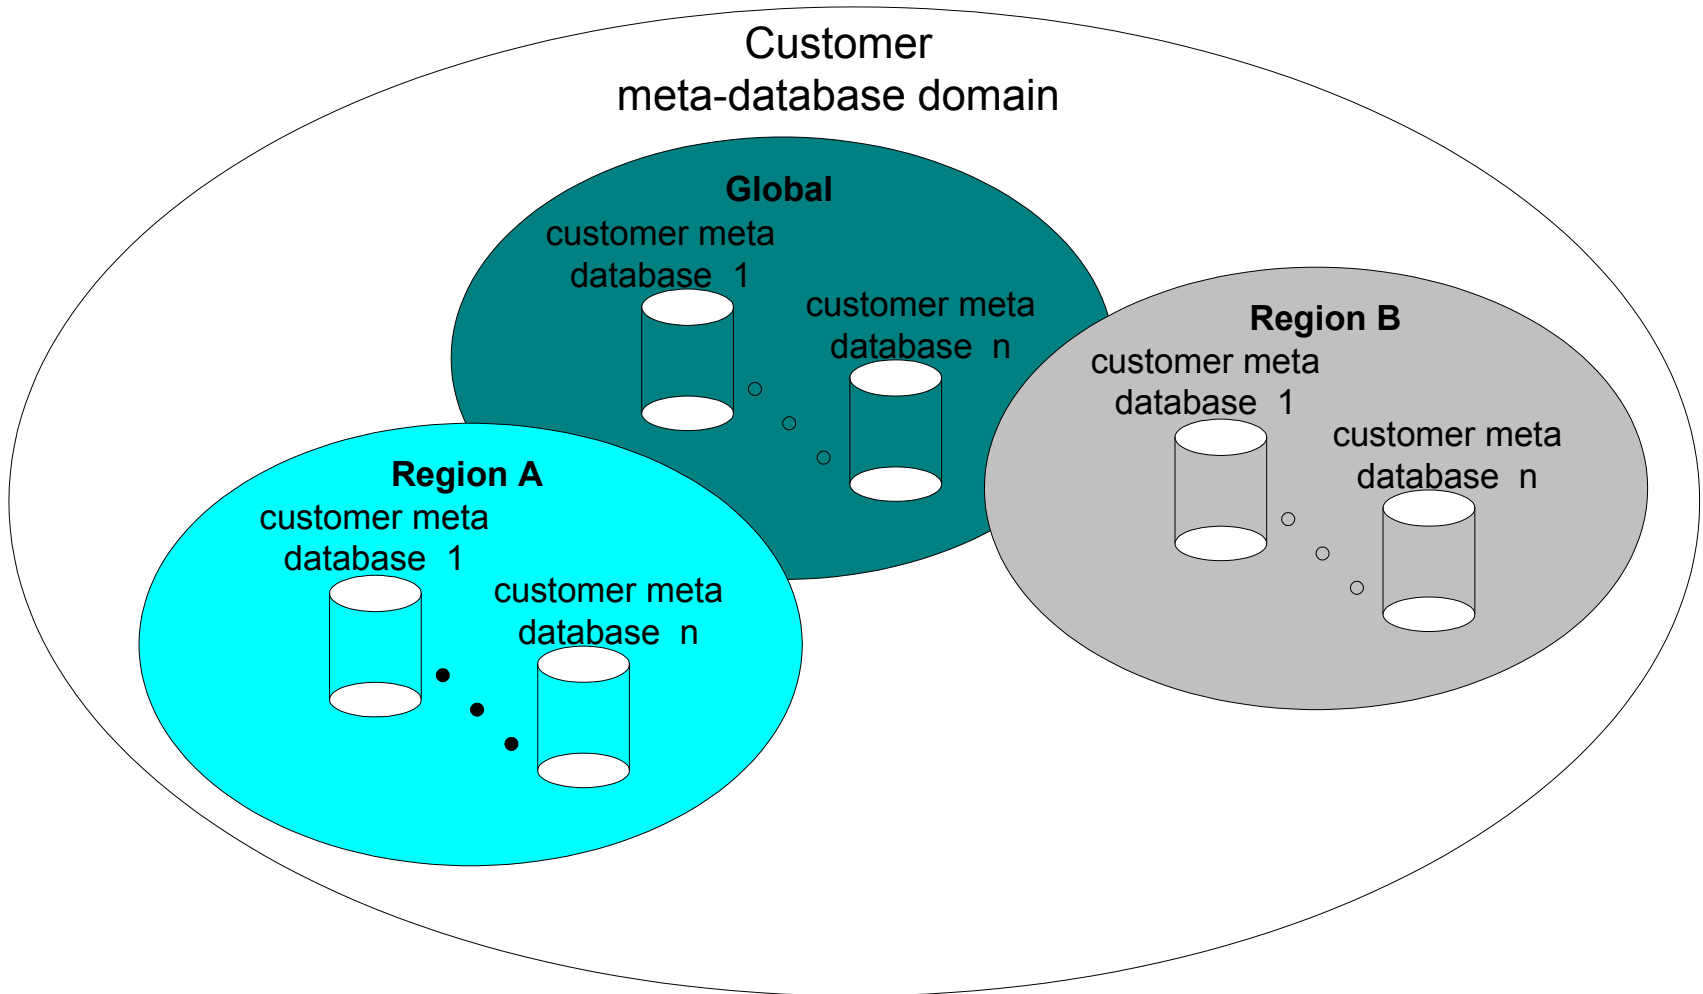 Customer
meta-database domain
Global
customer meta
database  1
customer meta
database  n
Region B
customer meta
database  1
customer meta
database  n
Region A
customer meta
database  1
customer meta
database  n